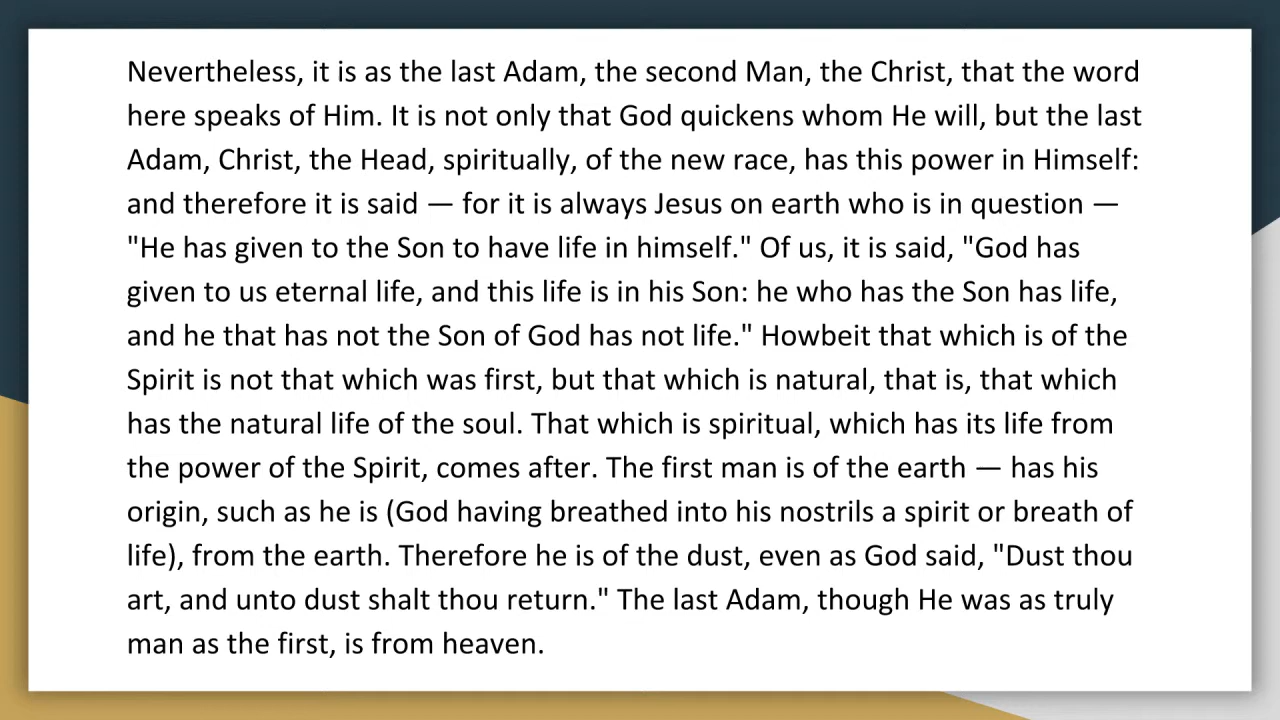 Nevertheless, it is as the last Adam, the second Man, the Christ, that the word
here speaks of Him. It is not only that God quickens whom He will, but the last
Adam, Christ, the Head, spiritually, of the new race, has this power in Himself:
and therefore it is said — for it is always Jesus on earth who is in question —
"He has given to the Son to have life in himself." Of us, it is said, "God has
given to us eternal life, and this life is in his Son: he who has the Son has life,
and he that has not the Son of God has not life." Howbeit that which is of the
Spirit is not that which was first, but that which is natural, that is, that which
has the natural life of the soul. That which is spiritual, which has its life from
the power of the Spirit, comes after. The first man is of the earth — has his
origin, such as he is (God having breathed into his nostrils a spirit or breath of
life), from the earth. Therefore he is of the dust, even as God said, "Dust thou
art, and unto dust shalt thou return." The last Adam, though He was as truly
man as the first, is from heaven.